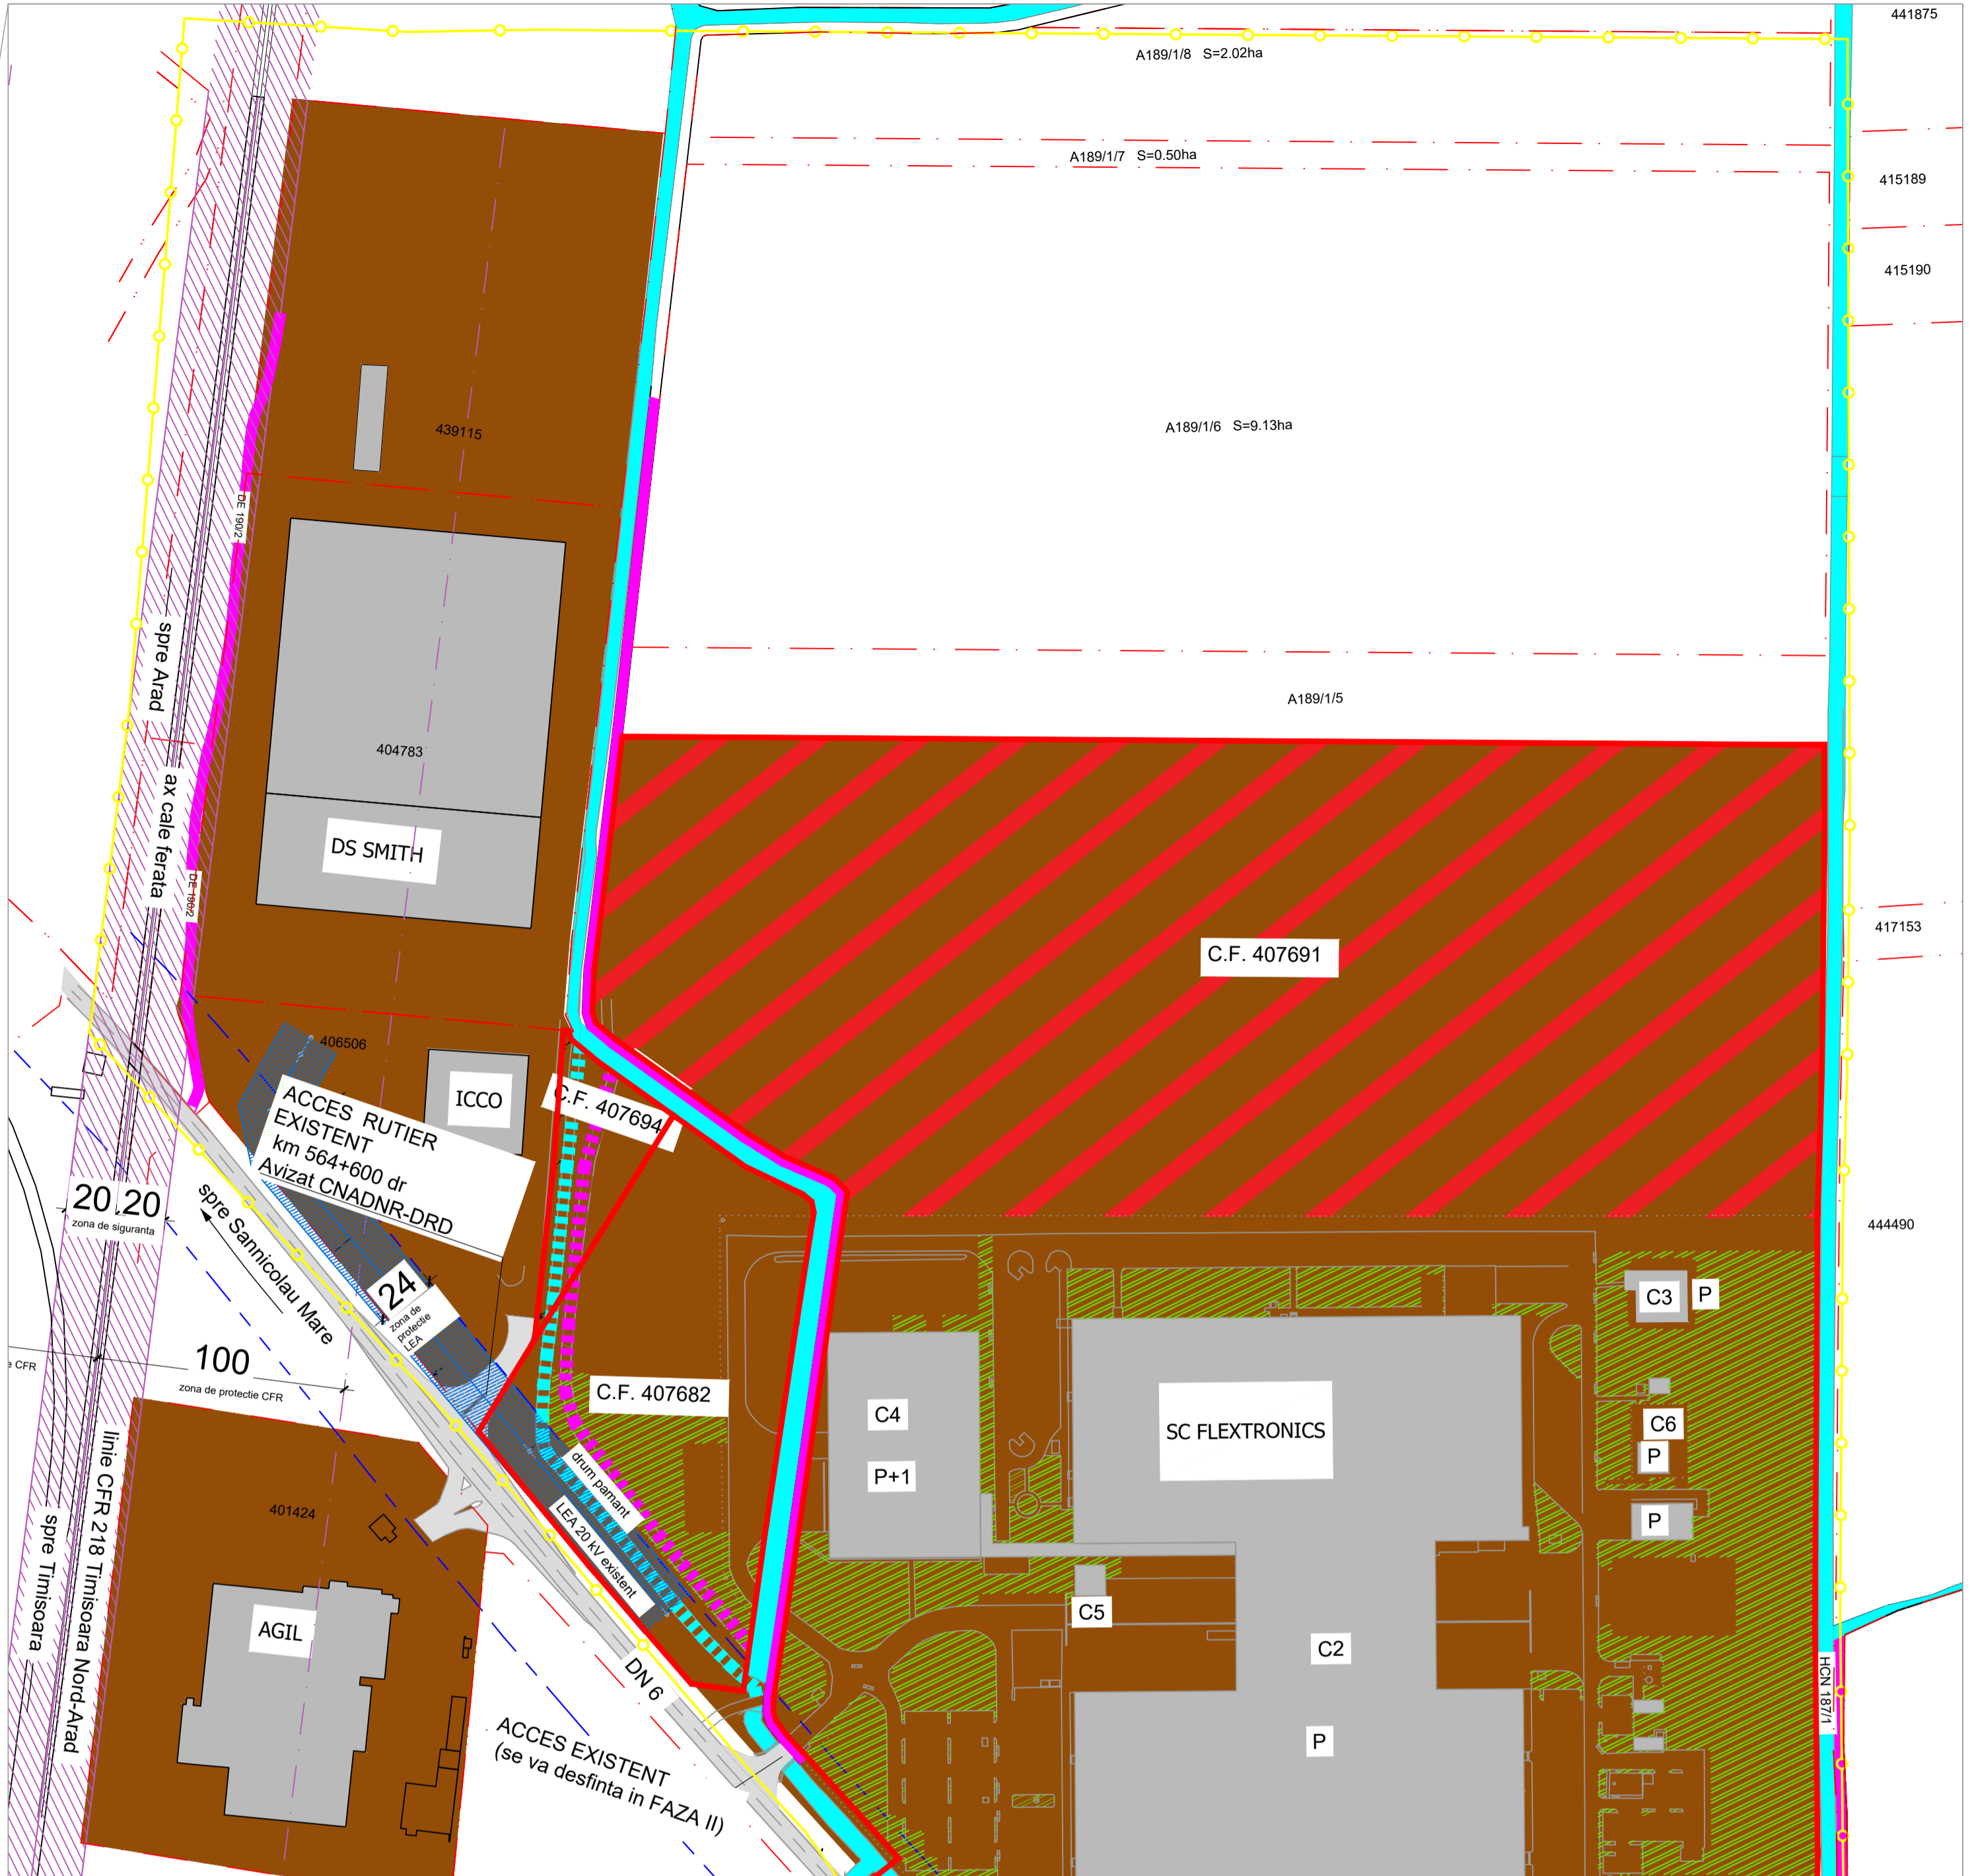 441875
A189/1/8 S=2.02ha
A189/1/7 S=0.50ha
415189
415190
A189/1/6 S=9.13ha
439115
DE 190/2
spre Arad
A189/1/5
404783
ax cale ferata
DS SMITH
DE 190/2
417153
C.F. 407691
406506
ICCO
C.F. 407694
ACCES RUTIER
EXISTENT
km 564+600 dr
Avizat CNADNR-DRD
20 20
zona de siguranta
spre Sannicolau Mare
444490
24
zona de
protectie
LEA
C3
P
100
zona de protectie CFR
e CFR
C.F. 407682
C4
P+1
SC FLEXTRONICS
C6
P
P
drum pamant
LEA 20 kV existent
401424
linie CFR 218 Timisoara Nord-Arad
spre Timisoara
AGIL
C5
C2
DN 6
HCN 187/1
P
ACCES EXISTENT
(se va desfinta in FAZA II)